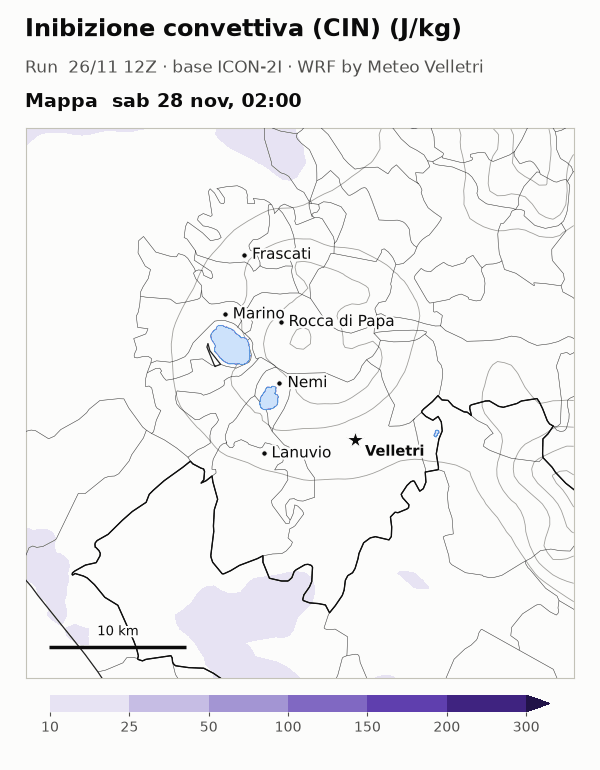 Inibizione convettiva (CIN) (J/kg)
Run  26/11 12Z · base ICON-2I · WRF by Meteo Velletri
Mappa  sab 28 nov, 02:00
Frascati
Marino
Rocca di Papa
Nemi
Velletri
Lanuvio
10 km
10 25 50 100 150 200 300